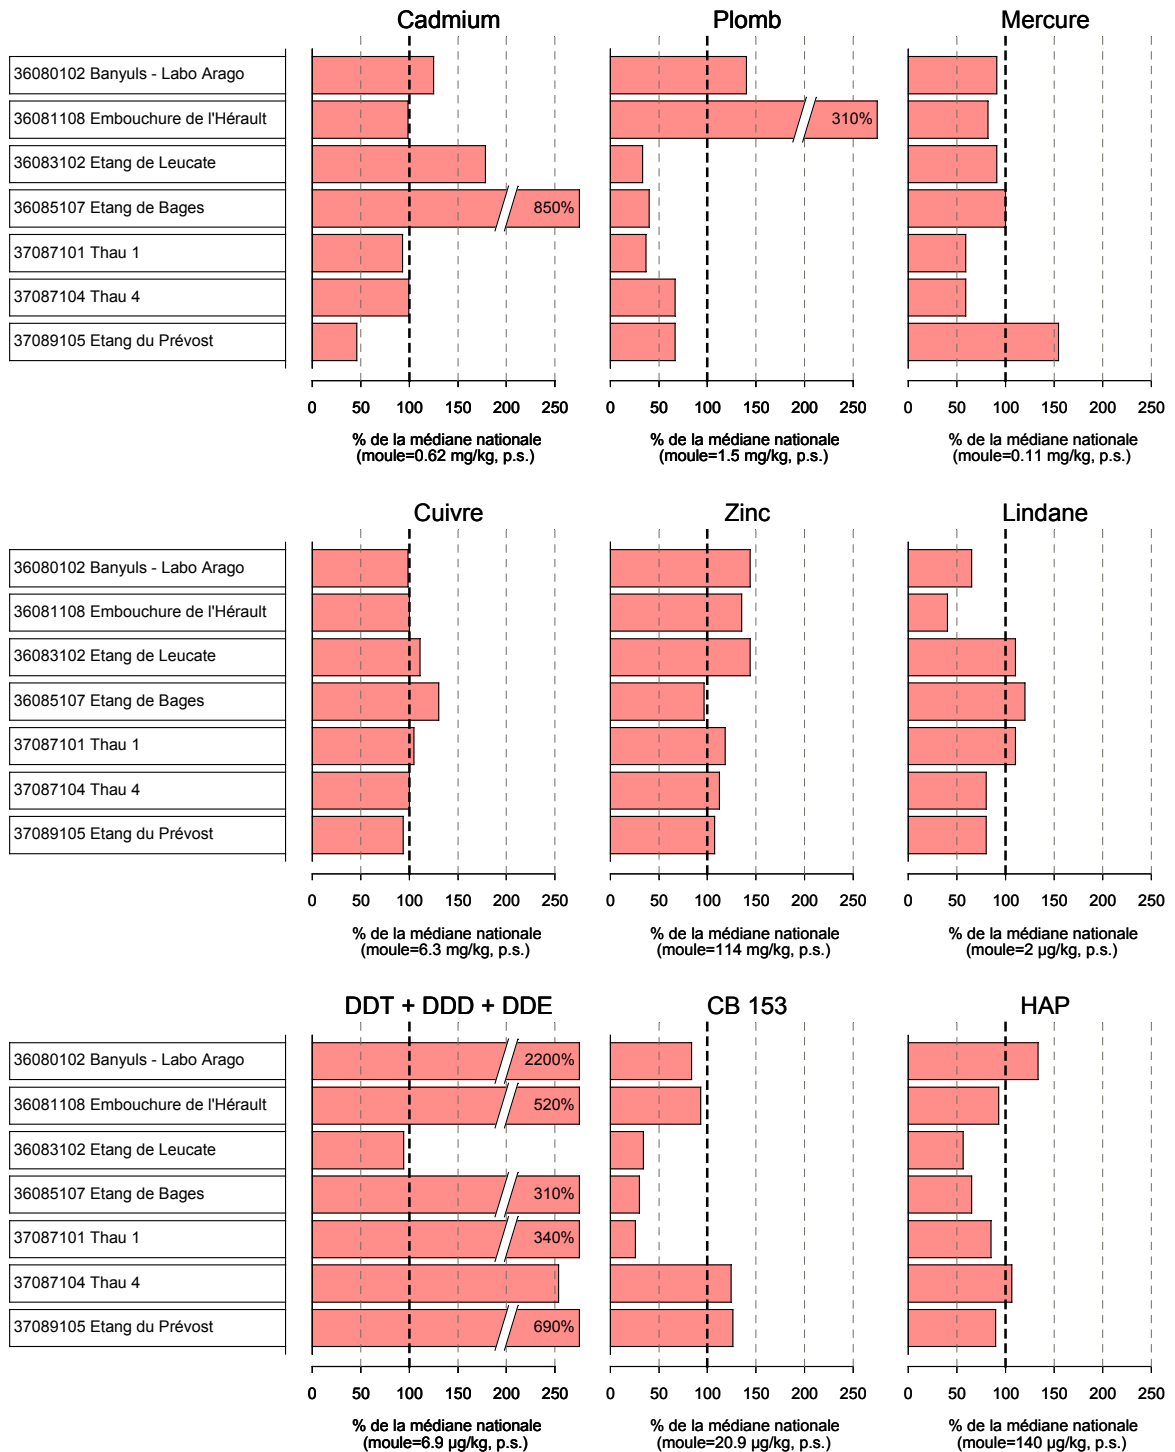 Cadmium
Plomb
Mercure
36080102 Banyuls - Labo Arago
36081108 Embouchure de l'Hérault
310%
36083102 Etang de Leucate
36085107 Etang de Bages
850%
37087101 Thau 1
37087104 Thau 4
37089105 Etang du Prévost
0 50 100 150 200 250
0 50 100 150 200 250
0 50 100 150 200 250
% de la médiane nationale
(moule=0.62 mg/kg, p.s.)
% de la médiane nationale
(moule=1.5 mg/kg, p.s.)
% de la médiane nationale
(moule=0.11 mg/kg, p.s.)
Cuivre
Zinc
Lindane
36080102 Banyuls - Labo Arago
36081108 Embouchure de l'Hérault
36083102 Etang de Leucate
36085107 Etang de Bages
37087101 Thau 1
37087104 Thau 4
37089105 Etang du Prévost
0 50 100 150 200 250
0 50 100 150 200 250
0 50 100 150 200 250
% de la médiane nationale
(moule=6.3 mg/kg, p.s.)
% de la médiane nationale
(moule=114 mg/kg, p.s.)
% de la médiane nationale
(moule=2 µg/kg, p.s.)
DDT + DDD + DDE
CB 153
HAP
36080102 Banyuls - Labo Arago
2200%
36081108 Embouchure de l'Hérault
520%
36083102 Etang de Leucate
36085107 Etang de Bages
310%
37087101 Thau 1
340%
37087104 Thau 4
37089105 Etang du Prévost
690%
0 50 100 150 200 250
0 50 100 150 200 250
0 50 100 150 200 250
% de la médiane nationale
(moule=6.9 µg/kg, p.s.)
% de la médiane nationale
(moule=20.9 µg/kg, p.s.)
% de la médiane nationale
(moule=140 µg/kg, p.s.)